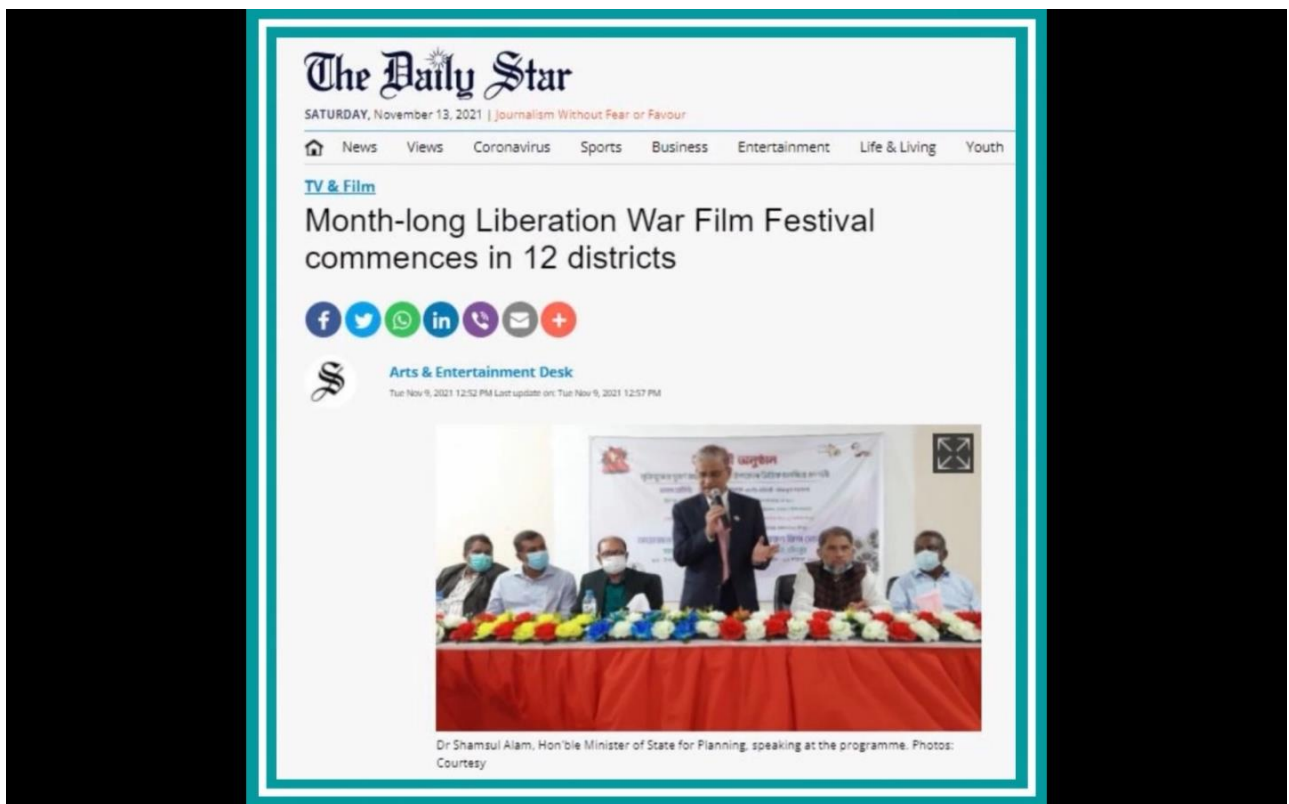 The Daily Star
SATURDAY, November 13, 2021 | Journalism Without Fear or Favour
News Views Coronavirus Sports Business Entertainment Life & Living Youth
TV & Film
Month-long Liberation War Film Festival
commences in 12 districts
Arts & Entertainment Desk
Tue Nov 9, 2021 12:52 PM Last update on: Tue Nov 9, 2021 12:57 PM
অনুষ্ঠান
Dr Shamsul Alam, Hon'ble Minister of State for Planning, speaking at the programme. Photos:
Courtesy